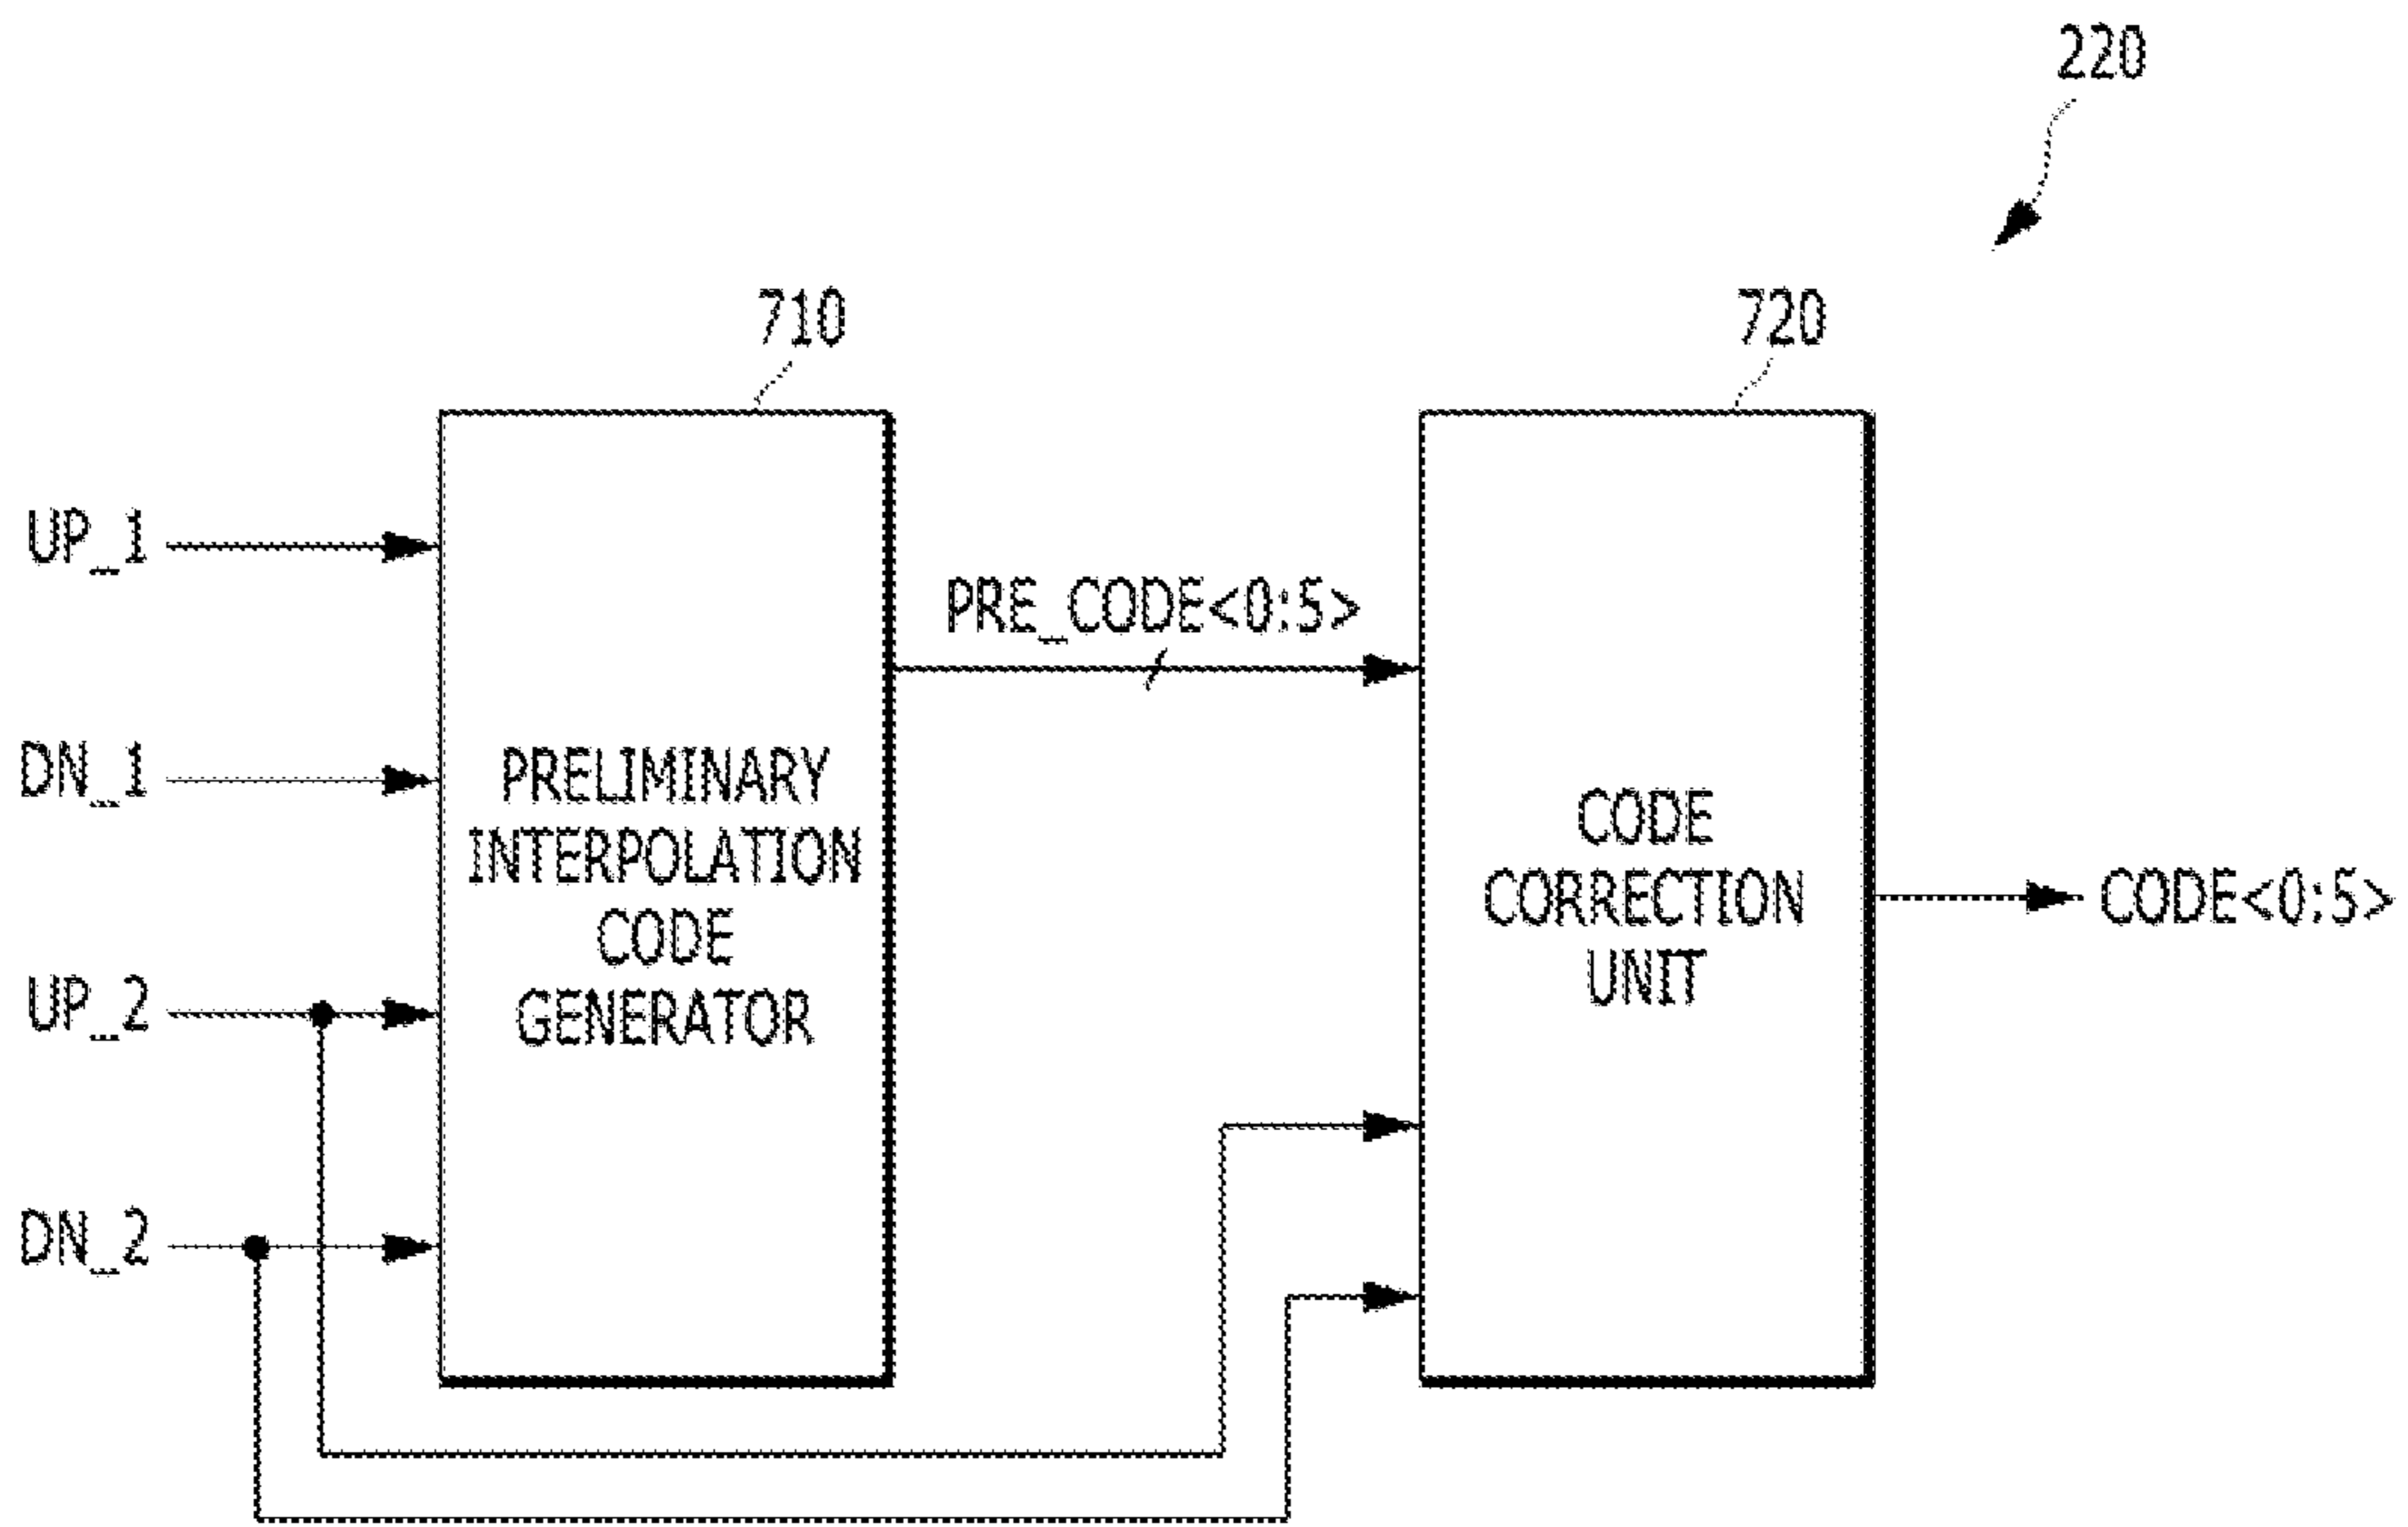 220
710
720
UP_1
PRE_CODE<0:5>
DN_1
PRELIMINARY
INTERPOLATION
CODE
GENERATOR
CODE
CORRECTION
UNIT
CODE<0:5>
UP_2
DN_2